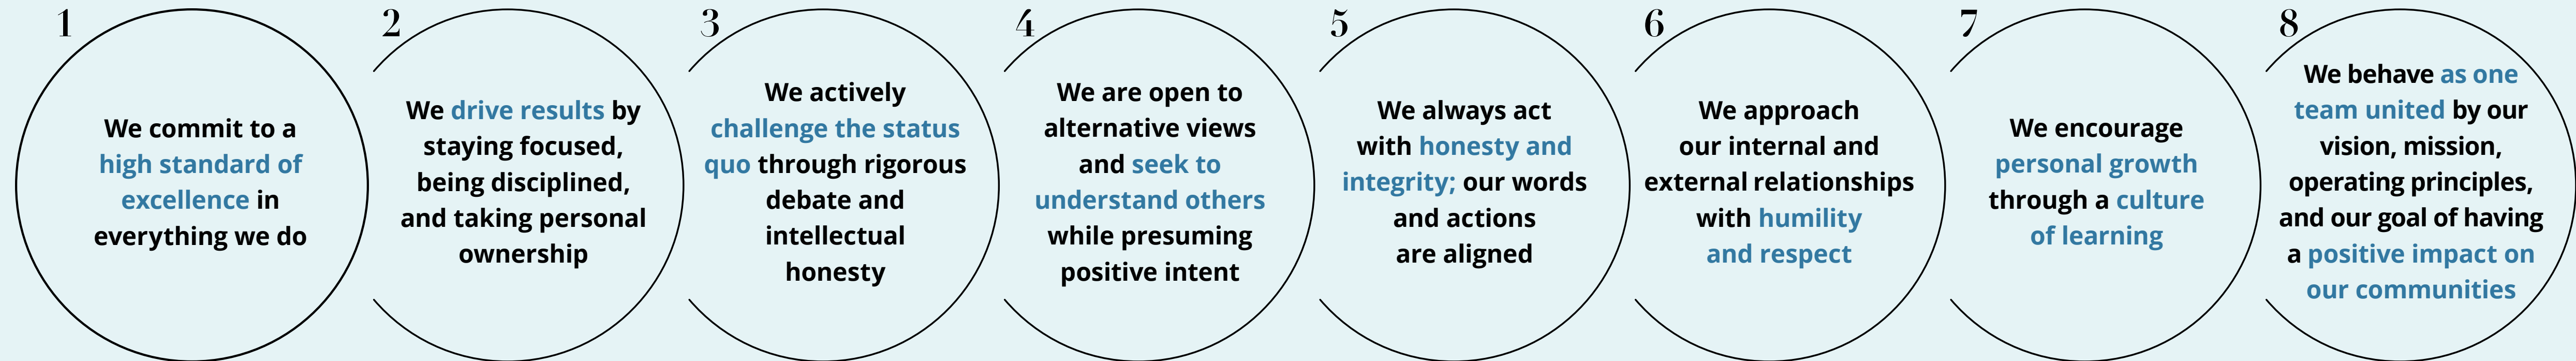 1
We commit to a
high standard of
excellence in
everything we do
2
We drive results by
staying focused,
being disciplined,
and taking personal
ownership
3
We actively
challenge the status
quo through rigorous
debate and
intellectual
honesty
4
We are open to
alternative views
and seek to
understand others
while presuming
positive intent
5
We always act
with honesty and
integrity; our words
and actions
are aligned
6
We approach
our internal and
external relationships
with humility
and respect
7
We encourage
personal growth
through a culture
of learning
8
We behave as one
team united by our
vision, mission,
operating principles,
and our goal of having
a positive impact on
our communities